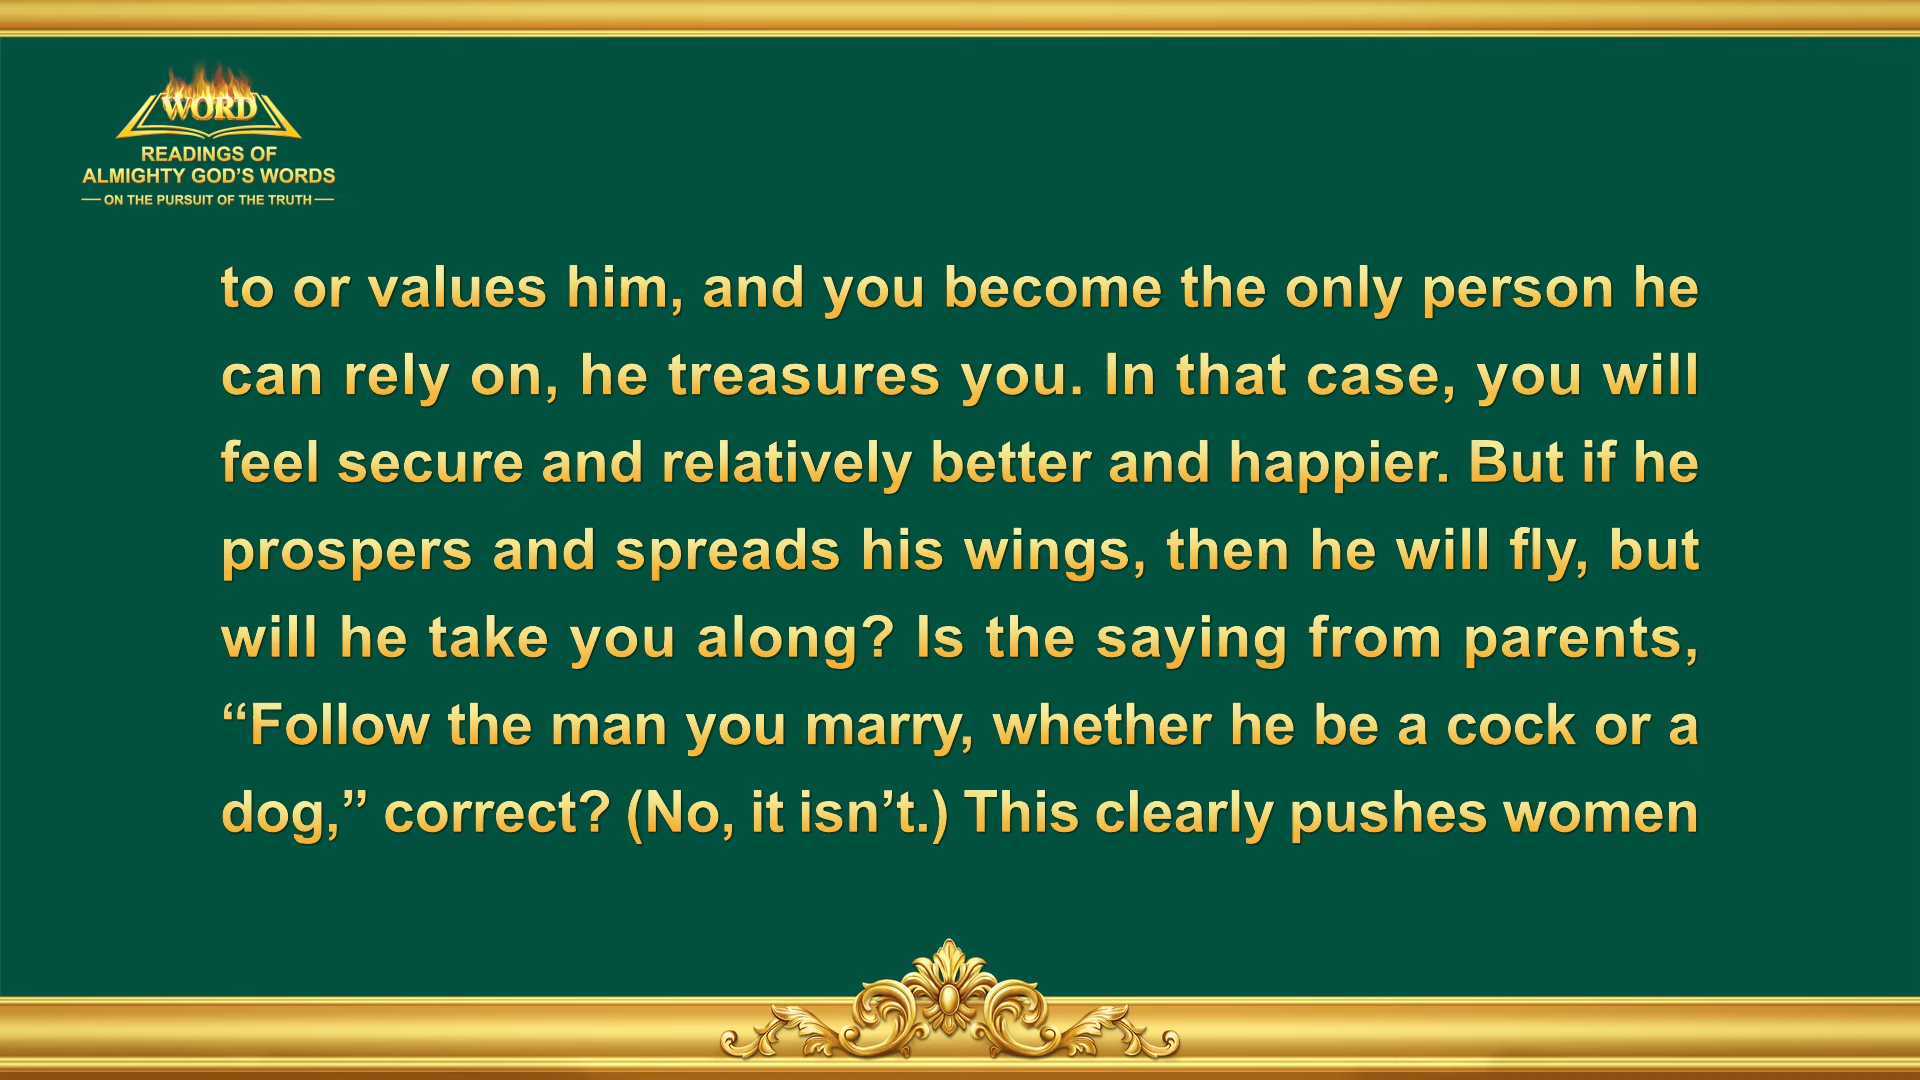 WORD
READINGS OF
ALMIGHTY GOD’S WORDS
— ON THE PURSUIT OF THE TRUTH —
to or values him, and you become the only person he
can rely on, he treasures you. In that case, you will
feel secure and relatively better and happier. But if he
prospers and spreads his wings, then he will fly, but
will he take you along? Is the saying from parents,
“Follow the man you marry, whether he be a cock or a
dog,” correct? (No, it isn’t.) This clearly pushes women